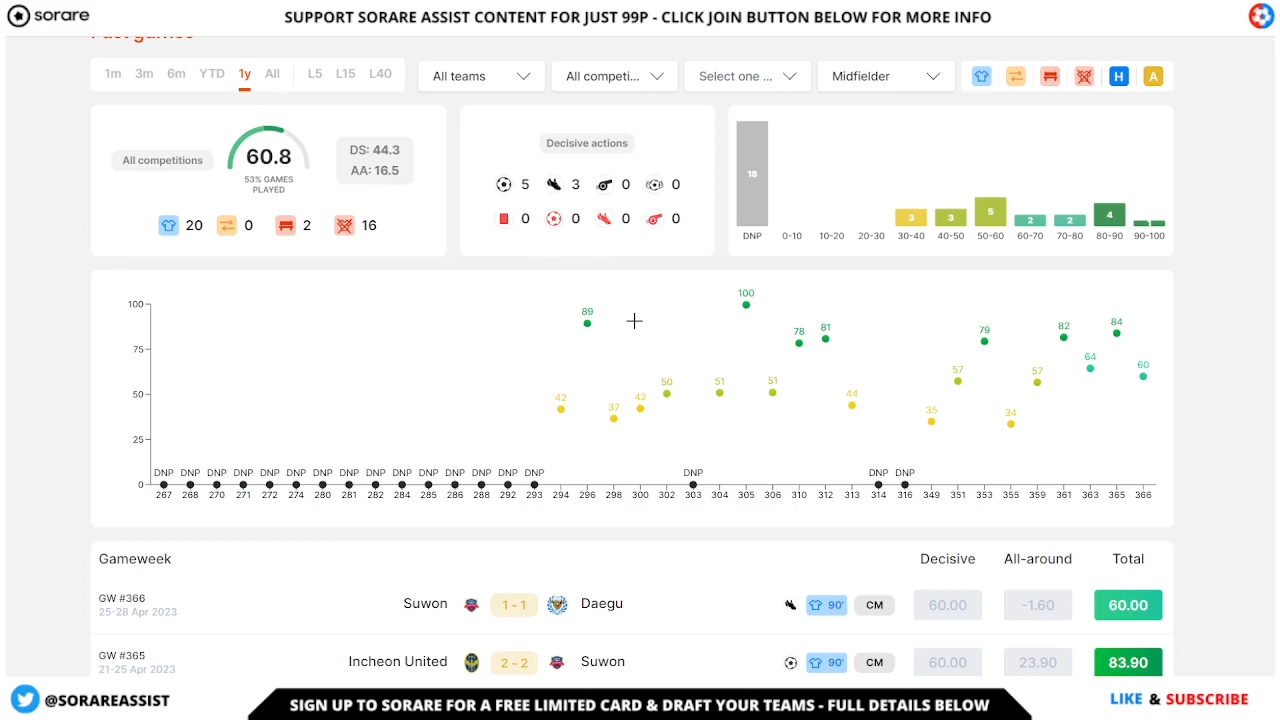 sorare
SUPPORT SORARE ASSIST CONTENT FOR JUST 99P - CLICK JOIN BUTTON BELOW FOR MORE INFO
1m 3m 6m YTD 1y All L5 L15 L40
All teams
All competi...
Select one ...
Midfielder
H
A
All competitions
60.8
53% GAMES
PLAYED
DS: 44.3
AA: 16.5
20 0 2 16
Decisive actions
5 3 0 0
0 0 0 0
18 3 3 5 2 2 4
DNP 0-10 10-20 20-30 30-40 40-50 50-60 60-70 70-80 80-90 90-100
100
75
50
25
0
42 89 37 42 50 51 100 51 78 81 44 35 57 79 34 57 82 64 84 60
DNP DNP DNP DNP DNP DNP DNP DNP DNP DNP DNP DNP DNP DNP DNP DNP DNP DNP
267 268 270 271 272 274 280 281 282 284 285 286 288 292 293 294 296 298 300 302 303 304 305 306 310 312 313 314 316 349 351 353 355 359 361 363 365 366
Gameweek Decisive All-around Total
GW #366
25-28 Apr 2023
Suwon 1 - 1 Daegu 90' CM 60.00 -1.60 60.00
GW #365
21-25 Apr 2023
Incheon United 2 - 2 Suwon 90' CM 60.00 23.90 83.90
@SORAREASSIST
SIGN UP TO SORARE FOR A FREE LIMITED CARD & DRAFT YOUR TEAMS - FULL DETAILS BELOW
LIKE & SUBSCRIBE